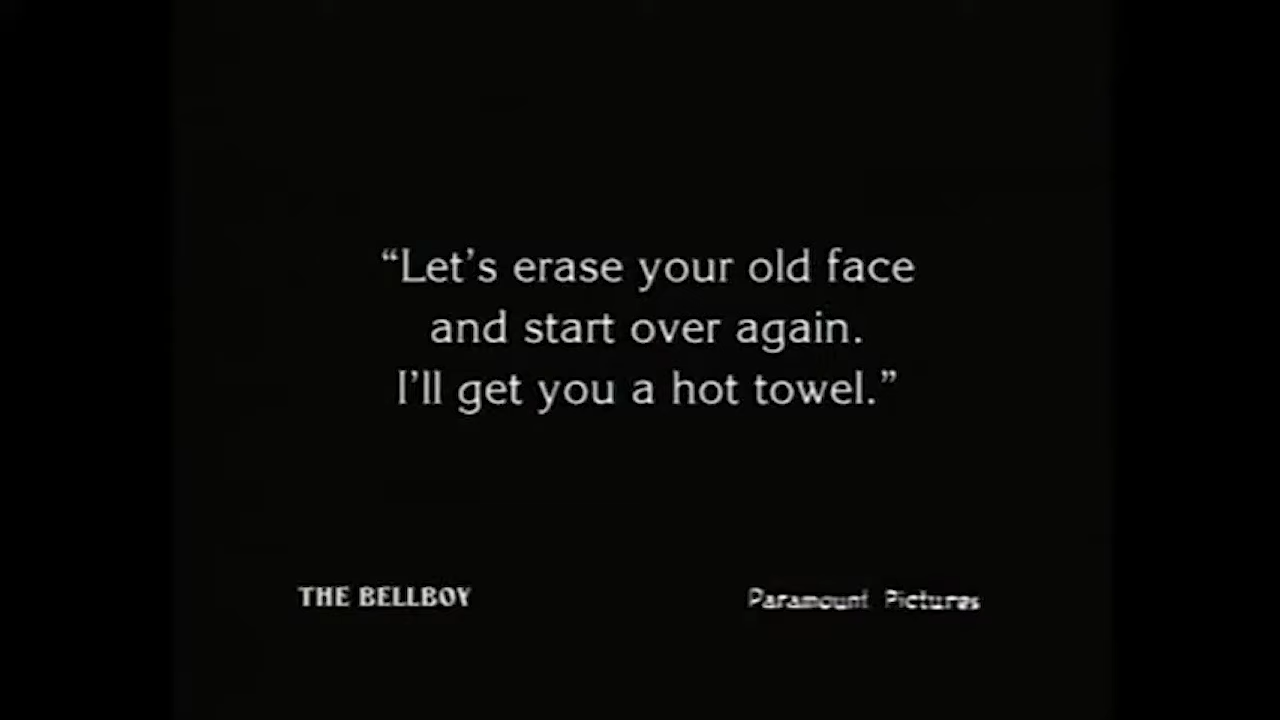 “Let’s erase your old face
and start over again.
I’ll get you a hot towel.”
THE BELLBOY
Paramount Pictures